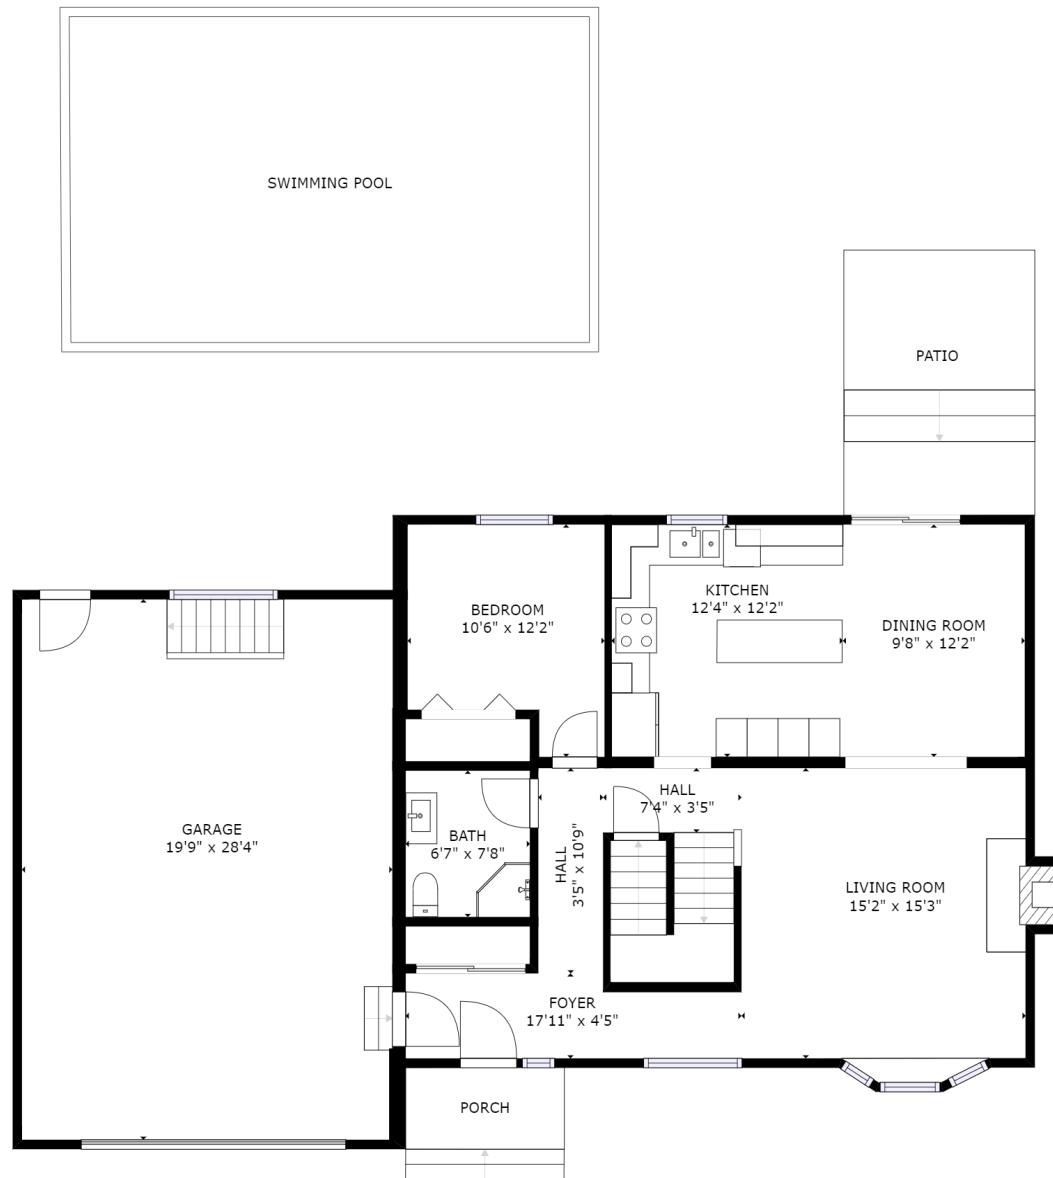 SWIMMING POOL
PATIO
KITCHEN
12'4" x 12'2"
BEDROOM
10'6" x 12'2"
DINING ROOM
9'8" x 12'2"
HALL
7'4" x 3'5"
GARAGE
19'9" x 28'4"
BATH
6'7" x 7'8"
HALL
3'5" x 10'9"
LIVING ROOM
15'2" x 15'3"
FOYER
17'11" x 4'5"
PORCH